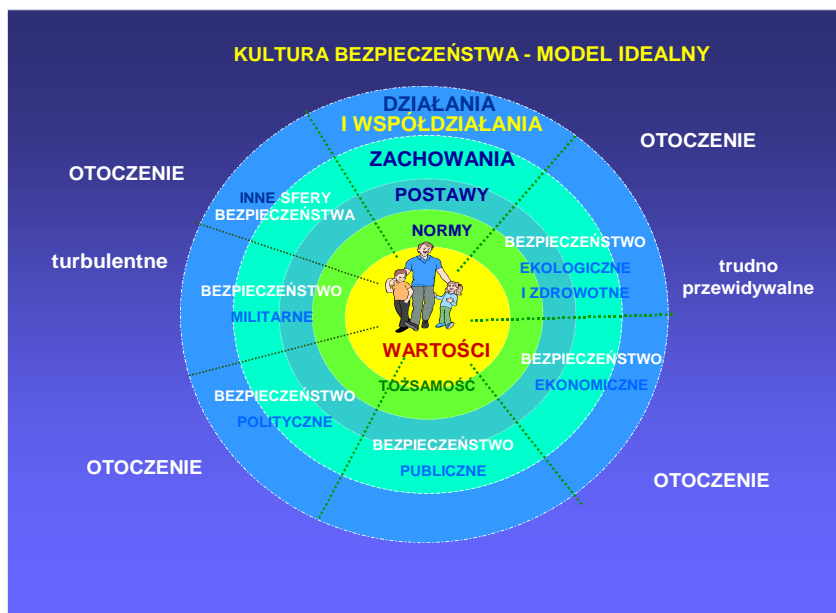 KULTURA BEZPIECZEŃSTWA - MODEL IDEALNY
DZIAŁANIA
I WSPÓŁDZIAŁANIA
ZACHOWANIA
POSTAWY
NORMY
WARTOŚCI
TOŻSAMOŚĆ
OTOCZENIE
turbulentne
OTOCZENIE
OTOCZENIE
trudno
przewidywalne
OTOCZENIE
INNE SFERY
BEZPIECZEŃSTWA
BEZPIECZEŃSTWO
MILITARNE
BEZPIECZEŃSTWO
POLITYCZNE
BEZPIECZEŃSTWO
PUBLICZNE
BEZPIECZEŃSTWO
EKONOMICZNE
BEZPIECZEŃSTWO
EKOLOGICZNE
I ZDROWOTNE